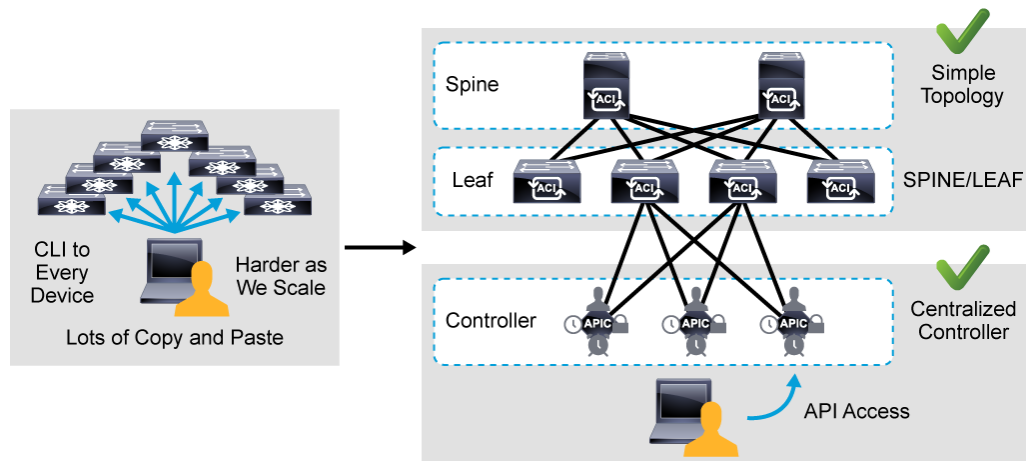 CLI to
Every
Device
Harder as
We Scale
Lots of Copy and Paste
Spine
ACI
ACI
Simple
Topology
Leaf
ACI
ACI
ACI
ACI
SPINE/LEAF
Controller
APIC
APIC
APIC
Centralized
Controller
API Access